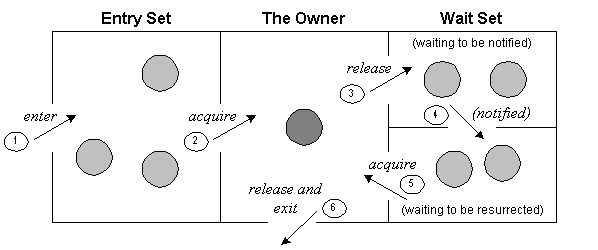 Entry Set
The Owner
Wait Set
(waiting to be notified)
release
3
enter
1
acquire
2
4
(notified)
acquire
5
release and
exit
6
(waiting to be resurrected)